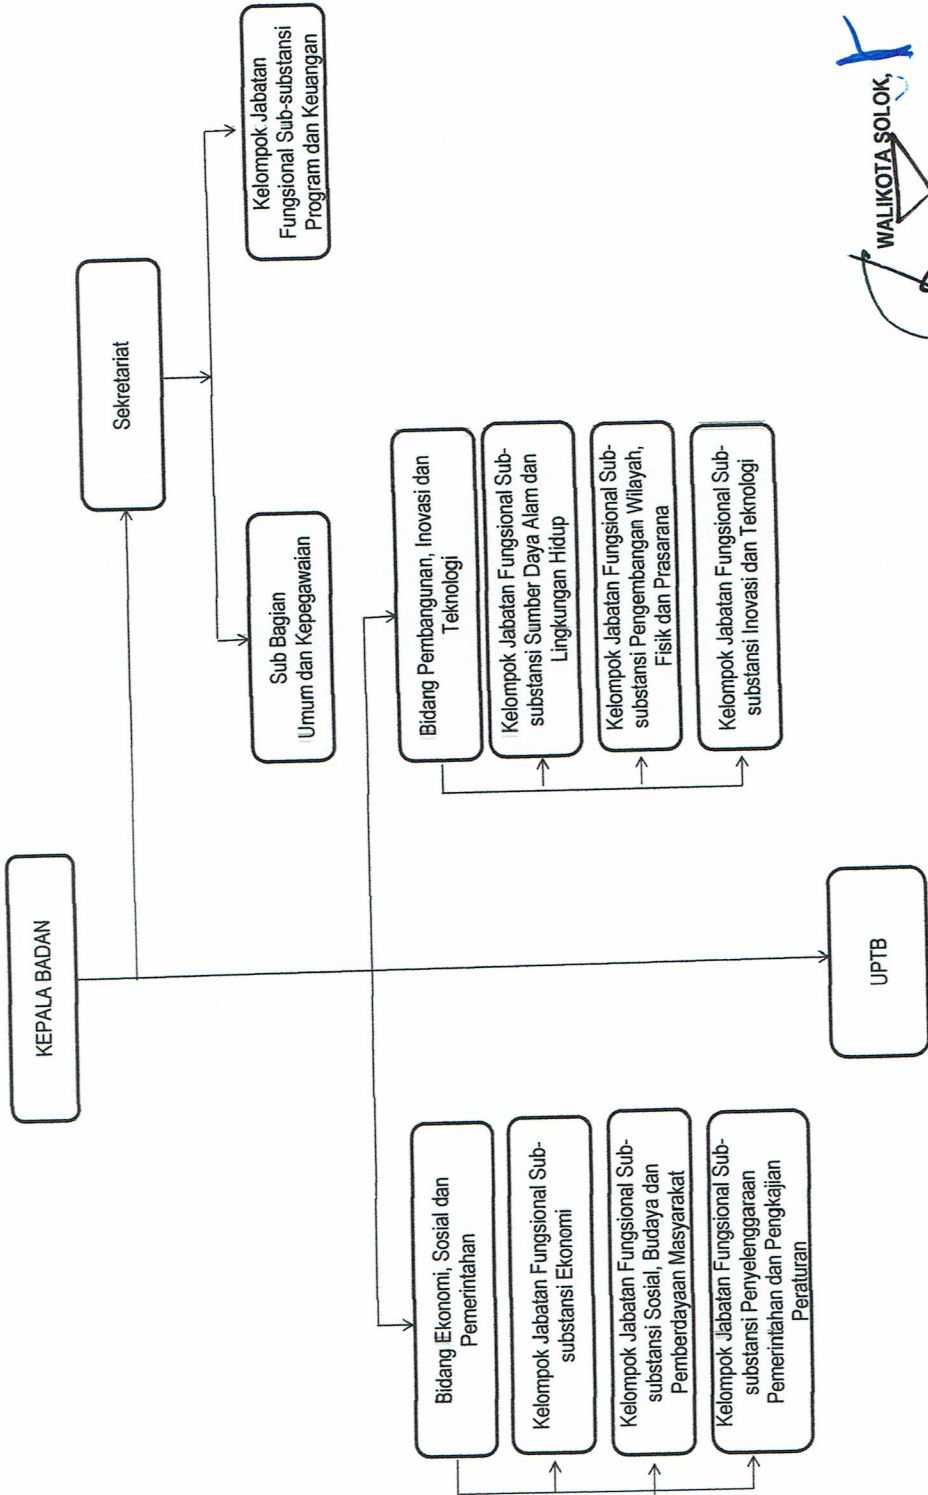 KEPALA BADAN
Sekretariat
Sub Bagian
Umum dan Kepegawaian
Kelompok Jabatan
Fungsional Sub-substansi
Program dan Keuangan
Bidang Ekonomi, Sosial dan
Pemerintahan
Kelompok Jabatan Fungsional Sub-
substansi Ekonomi
Kelompok Jabatan Fungsional Sub-
substansi Sosial, Budaya dan
Pemberdayaan Masyarakat
Kelompok Jabatan Fungsional Sub-
substansi Penyelenggaraan
Pemerintahan dan Pengkajian
Peraturan
Bidang Pembangunan, Inovasi dan
Teknologi
Kelompok Jabatan Fungsional Sub-
substansi Sumber Daya Alam dan
Lingkungan Hidup
Kelompok Jabatan Fungsional Sub-
substansi Pengembangan Wilayah,
Fisik dan Prasarana
Kelompok Jabatan Fungsional Sub-
substansi Inovasi dan Teknologi
UPTB
WALIKOTA SOLOK,